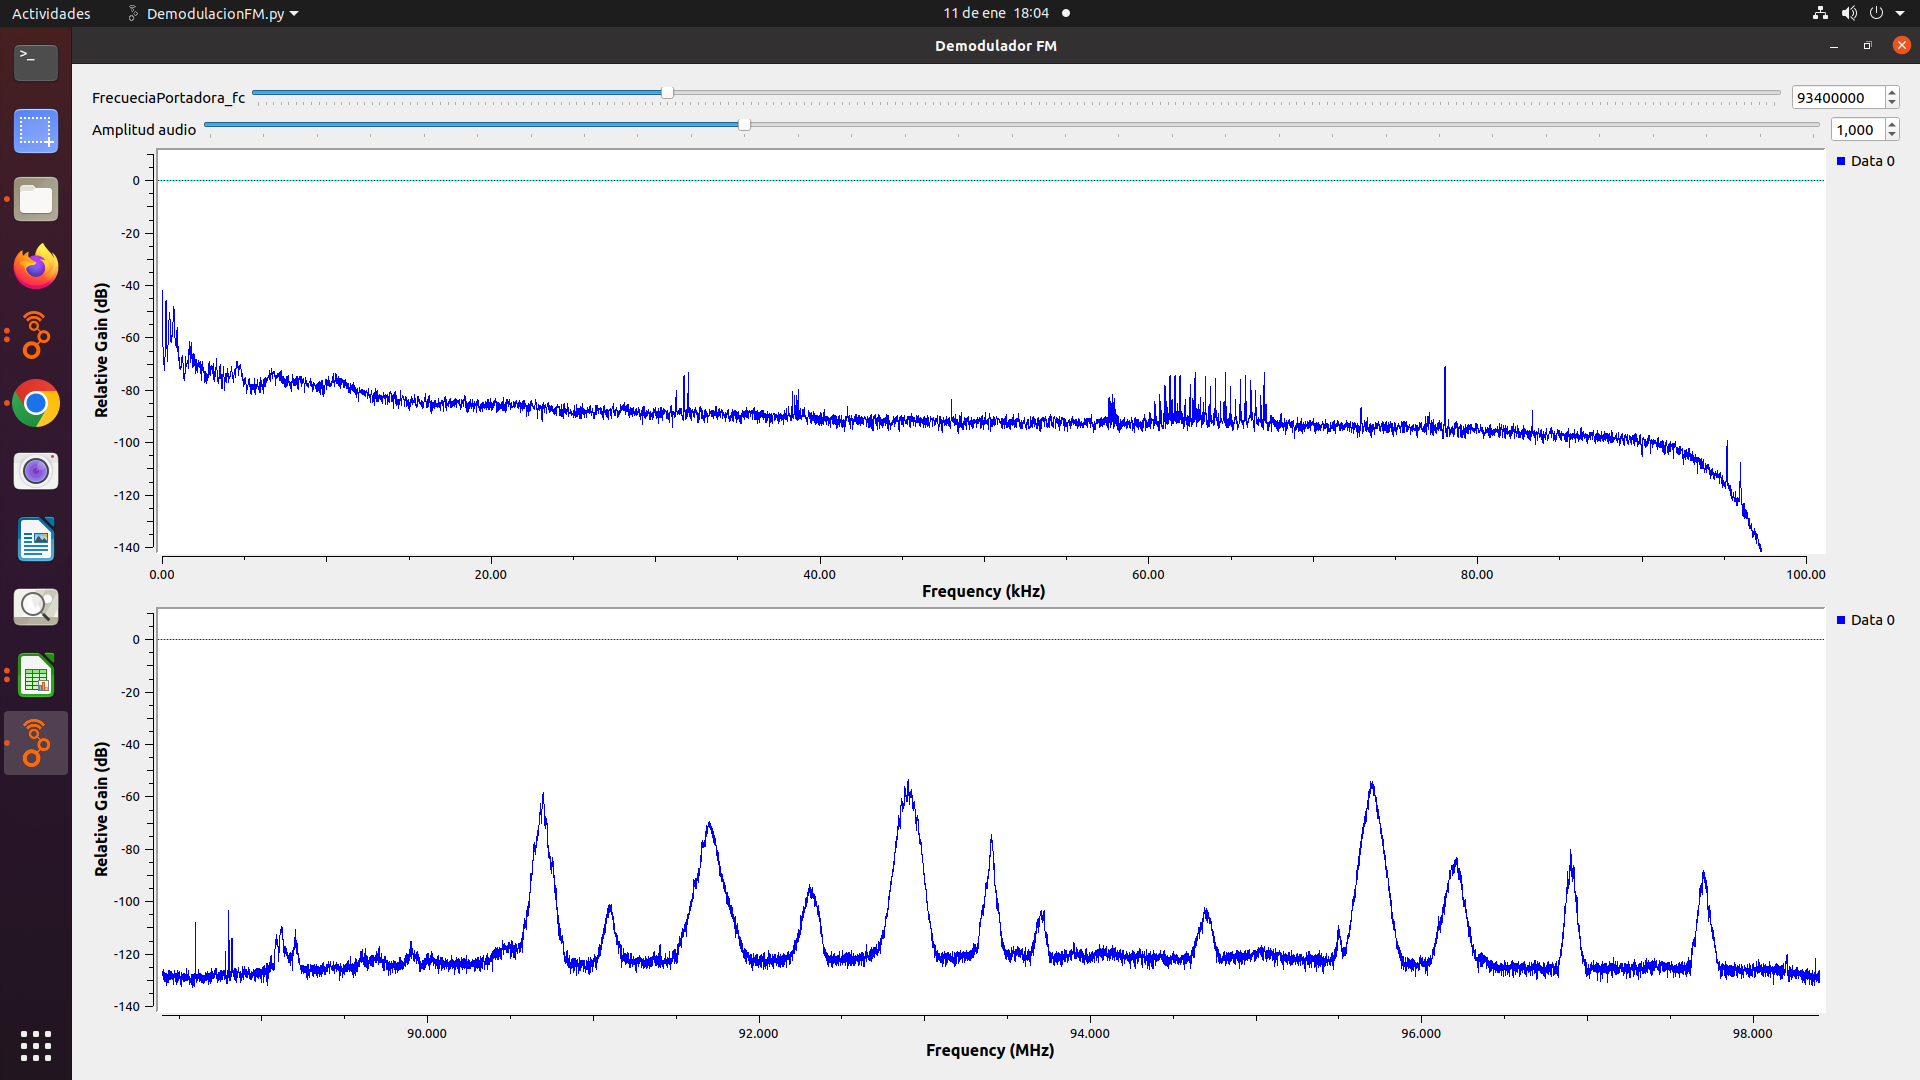 Actividades DemodulacionFM.py 11 de ene 18:04
Demodulador FM
FrecueciaPortadora_fc 93400000
Amplitud audio 1,000
Data 0
Relative Gain (dB)
0
-20
-40
-60
-80
-100
-120
-140
0.00 20.00 40.00 60.00 80.00 100.00
Frequency (kHz)
Data 0
Relative Gain (dB)
0
-20
-40
-60
-80
-100
-120
-140
90.000 92.000 94.000 96.000 98.000
Frequency (MHz)